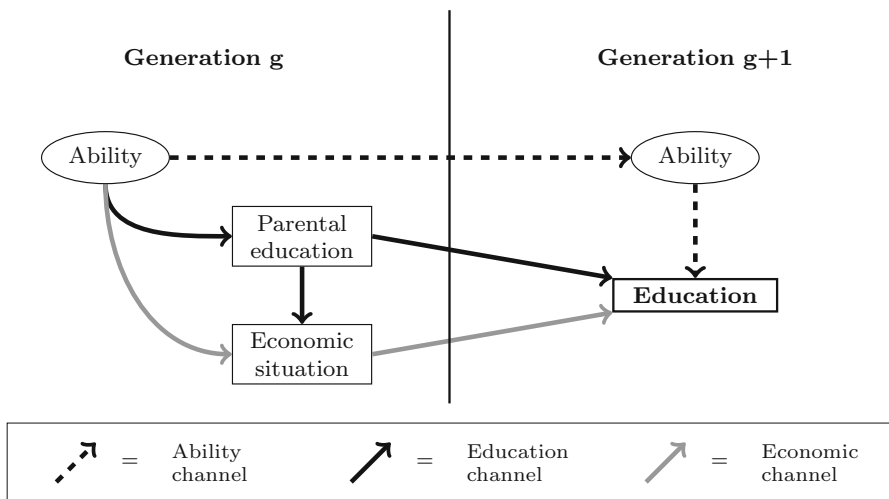 Generation g
Generation g+1
Ability
Ability
Parental
education
Education
Economic
situation
= Ability
channel
= Education
channel
= Economic
channel